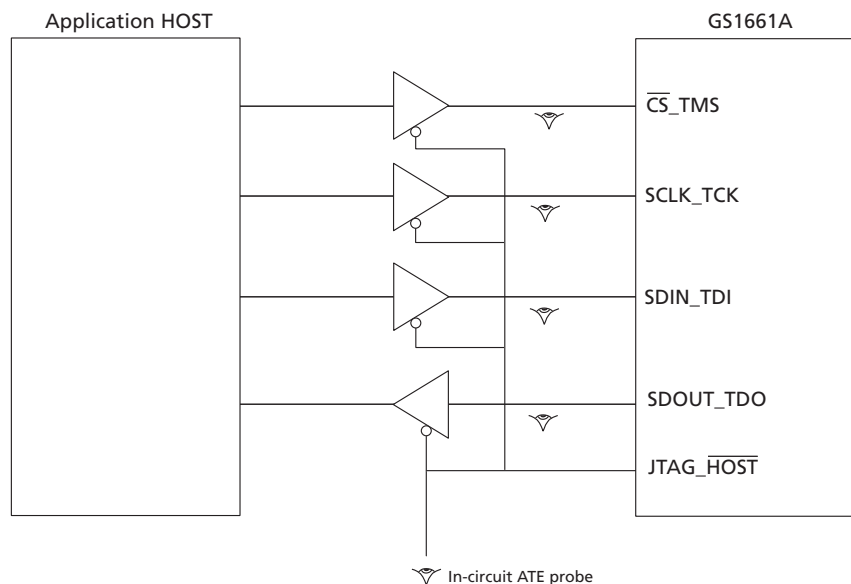 Application HOST
GS1661A
CS_TMS
SCLK_TCK
SDIN_TDI
SDOUT_TDO
JTAG_HOST
In-circuit ATE probe